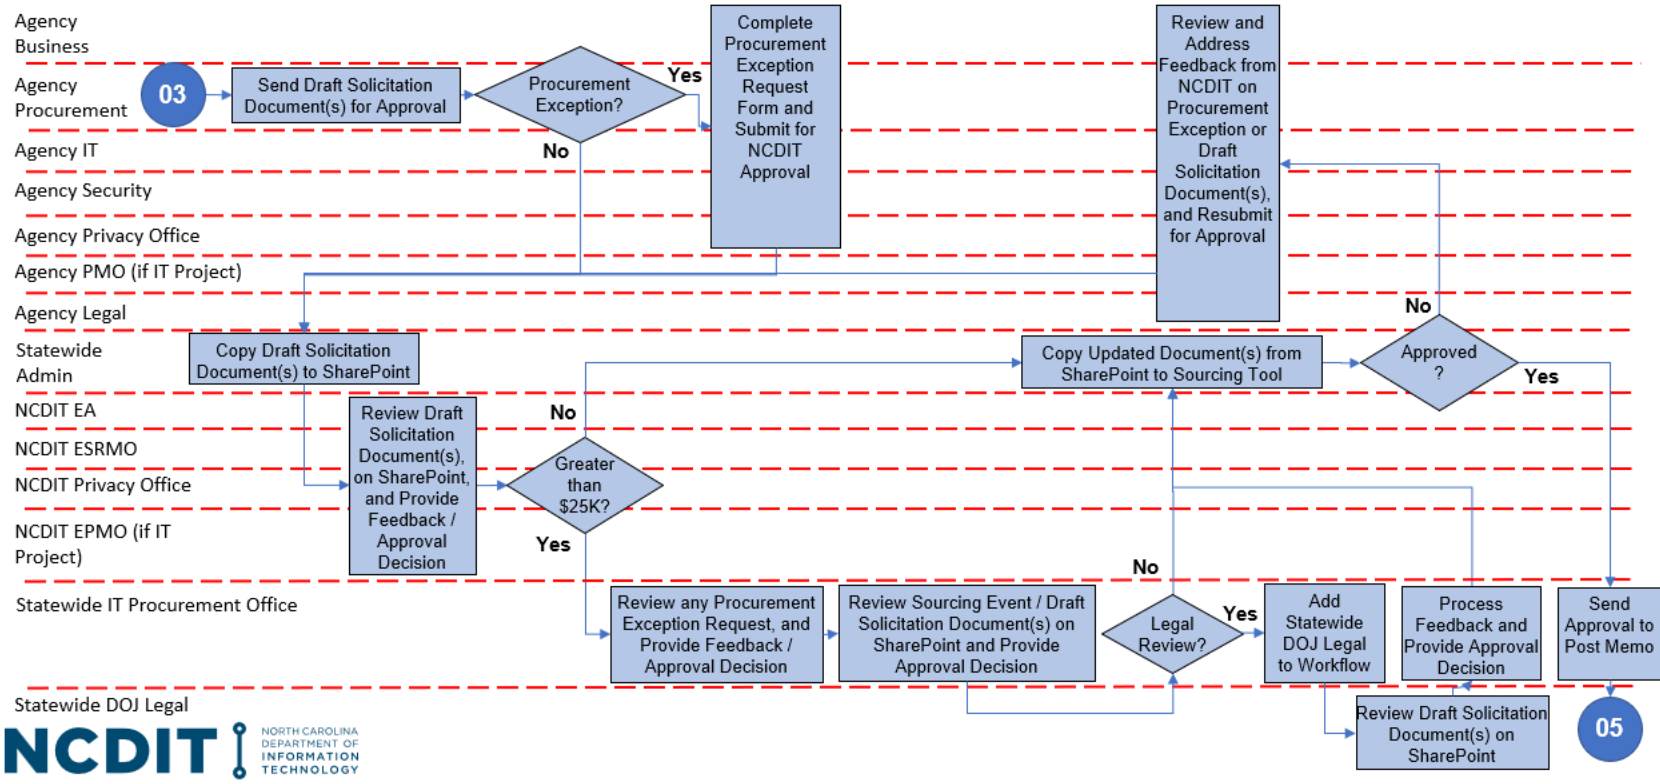 Agency
Business
Agency
Procurement
03
Send Draft Solicitation
Document(s) for Approval
Procurement
Exception?
Yes
No
Complete
Procurement
Exception
Request
Form and
Submit for
NCDIT
Approval
Review and
Address
Feedback from
NCDIT on
Procurement
Exception or
Draft
Solicitation
Document(s),
and Resubmit
for Approval
Agency IT
Agency Security
Agency Privacy Office
Agency PMO (if IT Project)
Agency Legal
Statewide
Admin
Copy Draft Solicitation
Document(s) to SharePoint
Copy Updated Document(s) from
SharePoint to Sourcing Tool
No
Approved
?
Yes
NCDIT EA
NCDIT ESRMO
NCDIT Privacy Office
NCDIT EPMO (if IT
Project)
Review Draft
Solicitation
Document(s),
on SharePoint,
and Provide
Feedback /
Approval
Decision
No
Greater
than
$25K?
Yes
Statewide IT Procurement Office
Review any Procurement
Exception Request, and
Provide Feedback /
Approval Decision
Review Sourcing Event / Draft
Solicitation Document(s) on
SharePoint and Provide
Approval Decision
No
Legal
Review?
Yes
Add
Statewide
DOJ Legal
to Workflow
Process
Feedback and
Provide Approval
Decision
Send
Approval to
Post Memo
Statewide DOJ Legal
Review Draft Solicitation
Document(s) on
SharePoint
05
NCDIT
NORTH CAROLINA
DEPARTMENT OF
INFORMATION
TECHNOLOGY